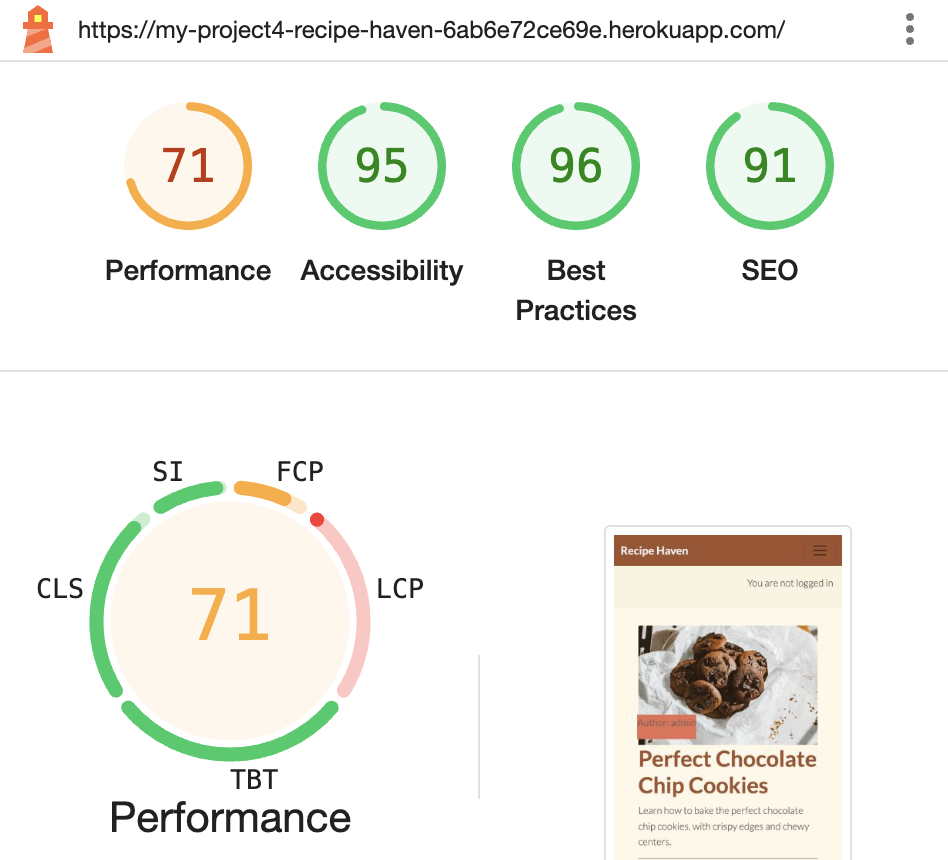 https://my-project4-recipe-haven-6ab6e72ce69e.herokuapp.com/
71
95
96
91
Performance
Accessibility
Best
Practices
SEO
SI
FCP
CLS
71
LCP
TBT
Performance
Recipe Haven
You are not logged in
Author: admin
Perfect Chocolate
Chip Cookies
Learn how to bake the perfect chocolate
chip cookies, with crispy edges and chewy
centers.